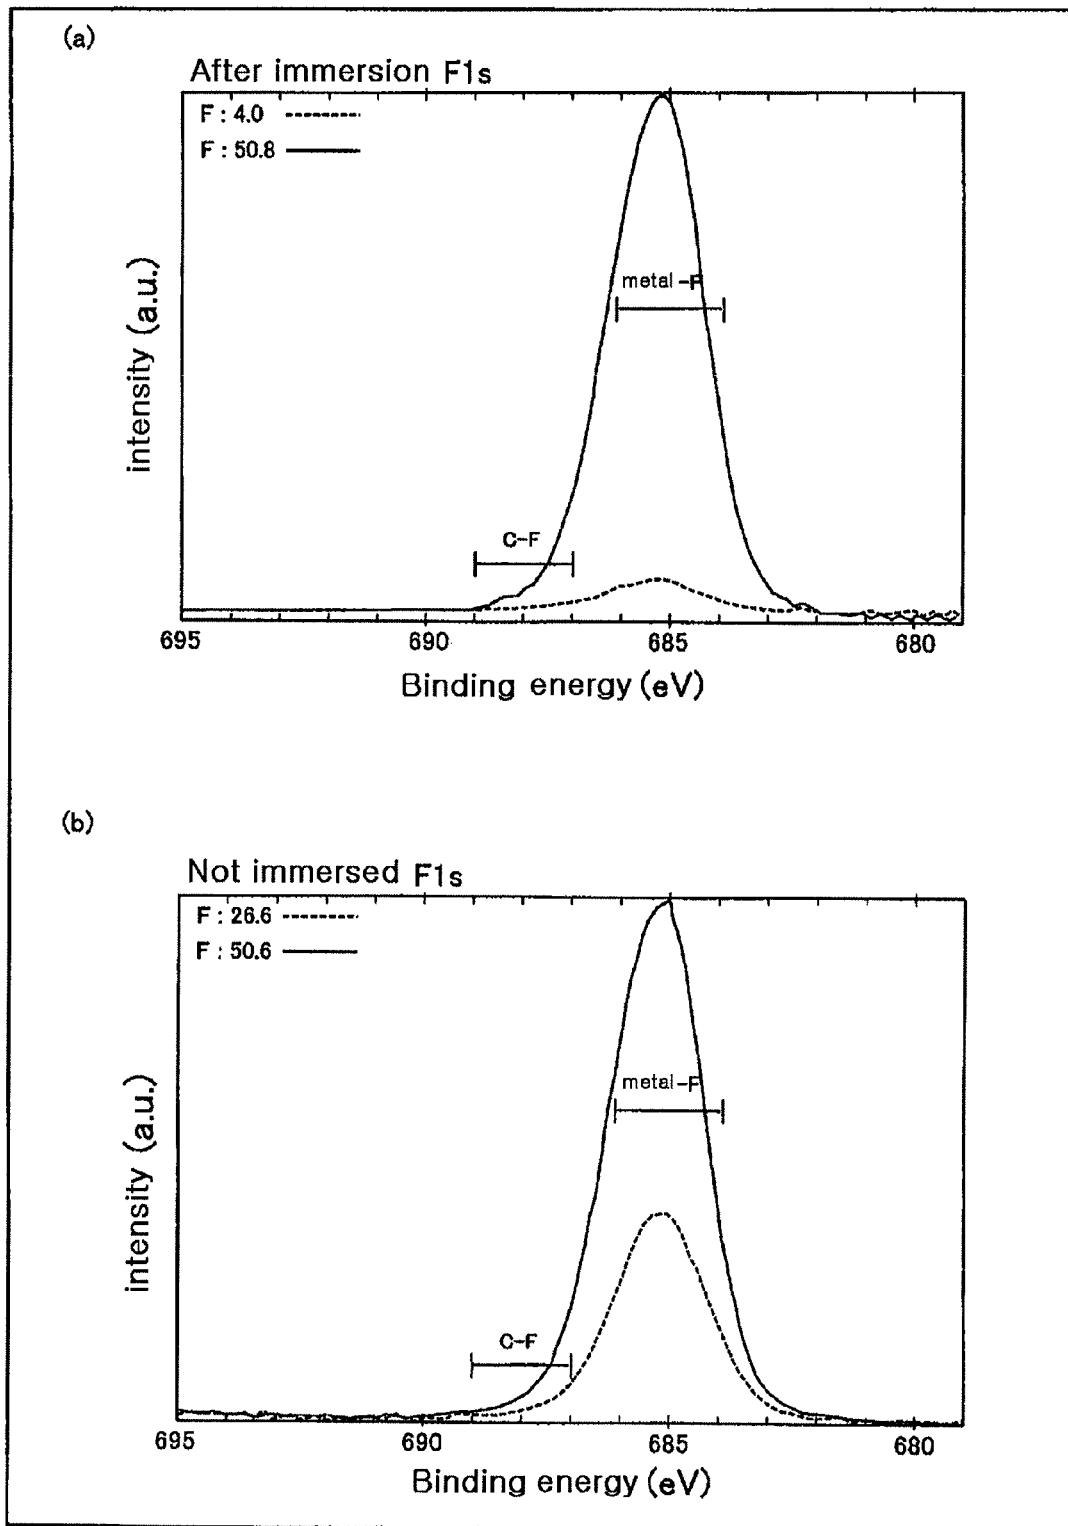 (a)
After immersion F1s
F : 4.0
F : 50.8
metal-F
C-F
intensity (a.u.)
695 690 685 680
Binding energy (eV)
(b)
Not immersed F1s
F : 26.6
F : 50.6
metal-F
C-F
intensity (a.u.)
695 690 685 680
Binding energy (eV)